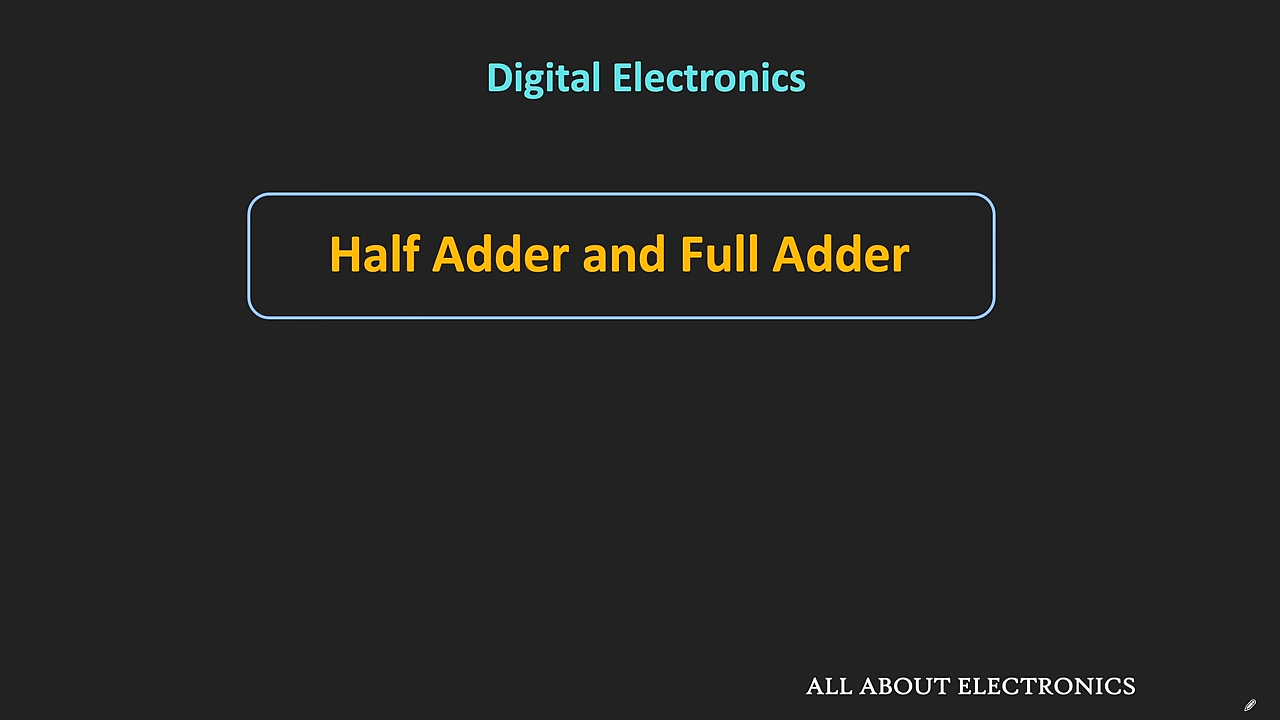 Digital Electronics
Half Adder and Full Adder
ALL ABOUT ELECTRONICS